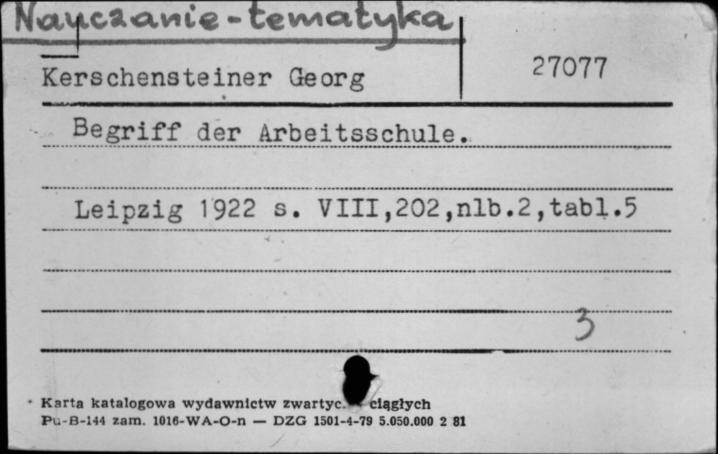 Nauczanie-tematyka
Kerschensteiner Georg
27077
Begriff der Arbeitsschule.
Leipzig 1922 s. VIII,202,nlb.2,tabl.5
3
Karta katalogowa wydawnictw zwartyc ciągłych
Pu-B-144 zam. 1016-WA-O-n — DZG 1501-4-79 5.050.000 2 81